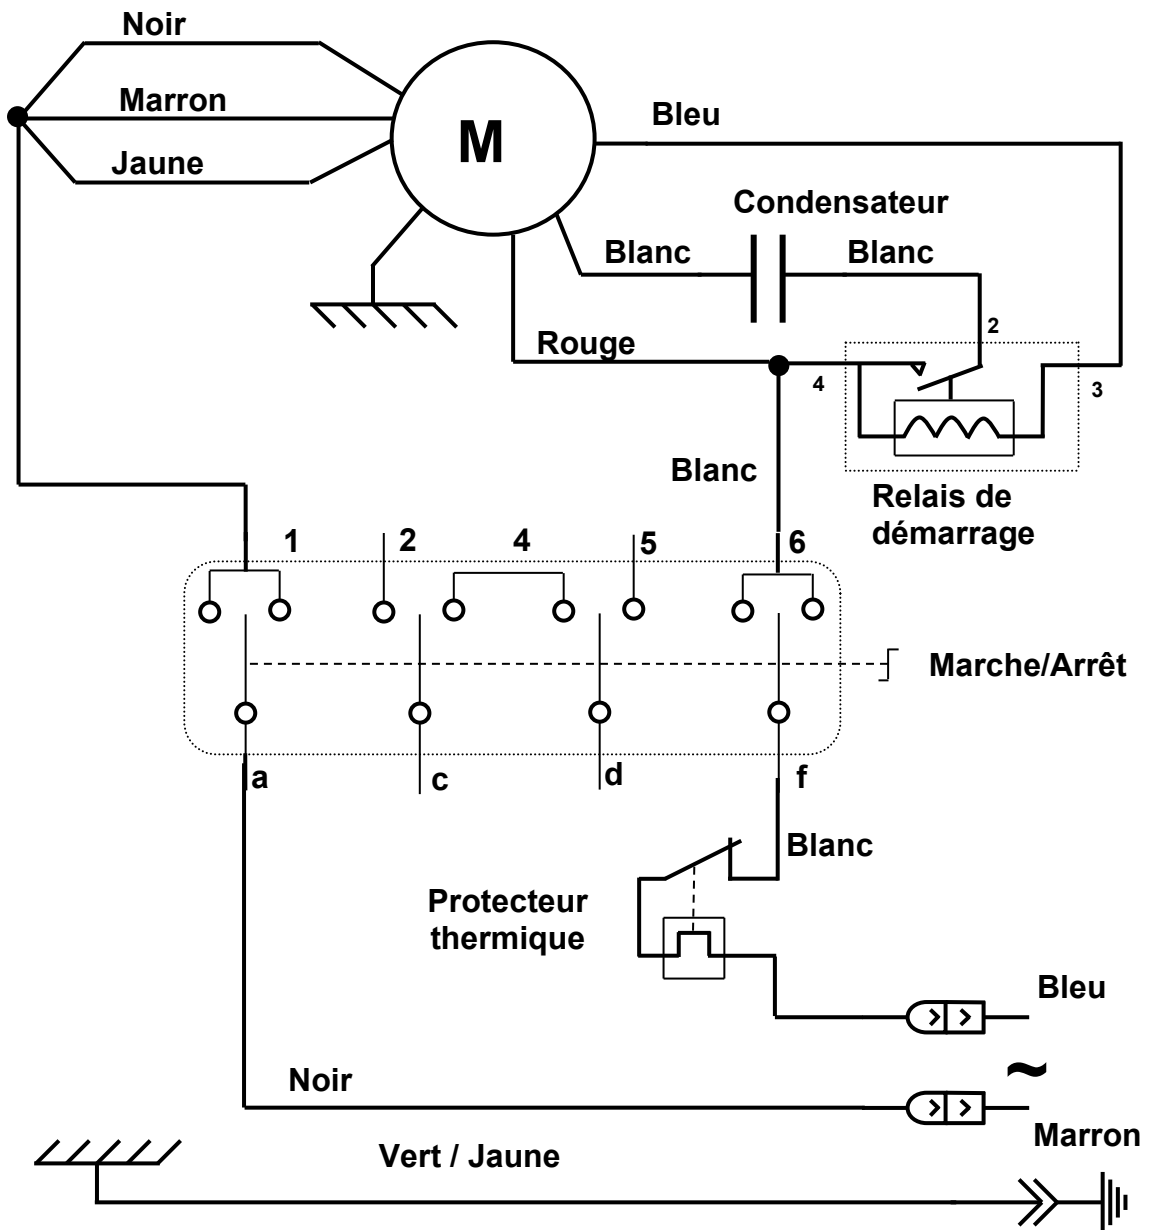 Noir
Marron
Jaune
M
Bleu
Condensateur
Blanc
Blanc
Rouge
2
4
3
Blanc
Relais de
démarrage
1
2
4
5
6
Marche/Arrêt
a
c
d
f
Blanc
Protecteur
thermique
Bleu
~
Noir
Marron
Vert / Jaune